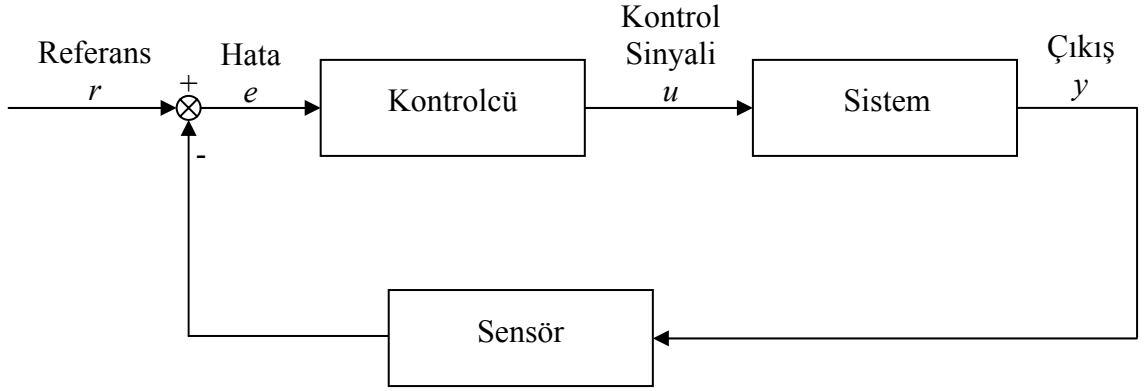 Referans
r
+
-
Hata
e
Kontrolcü
Kontrol
Sinyali
u
Sistem
Çıkış
y
Sensör